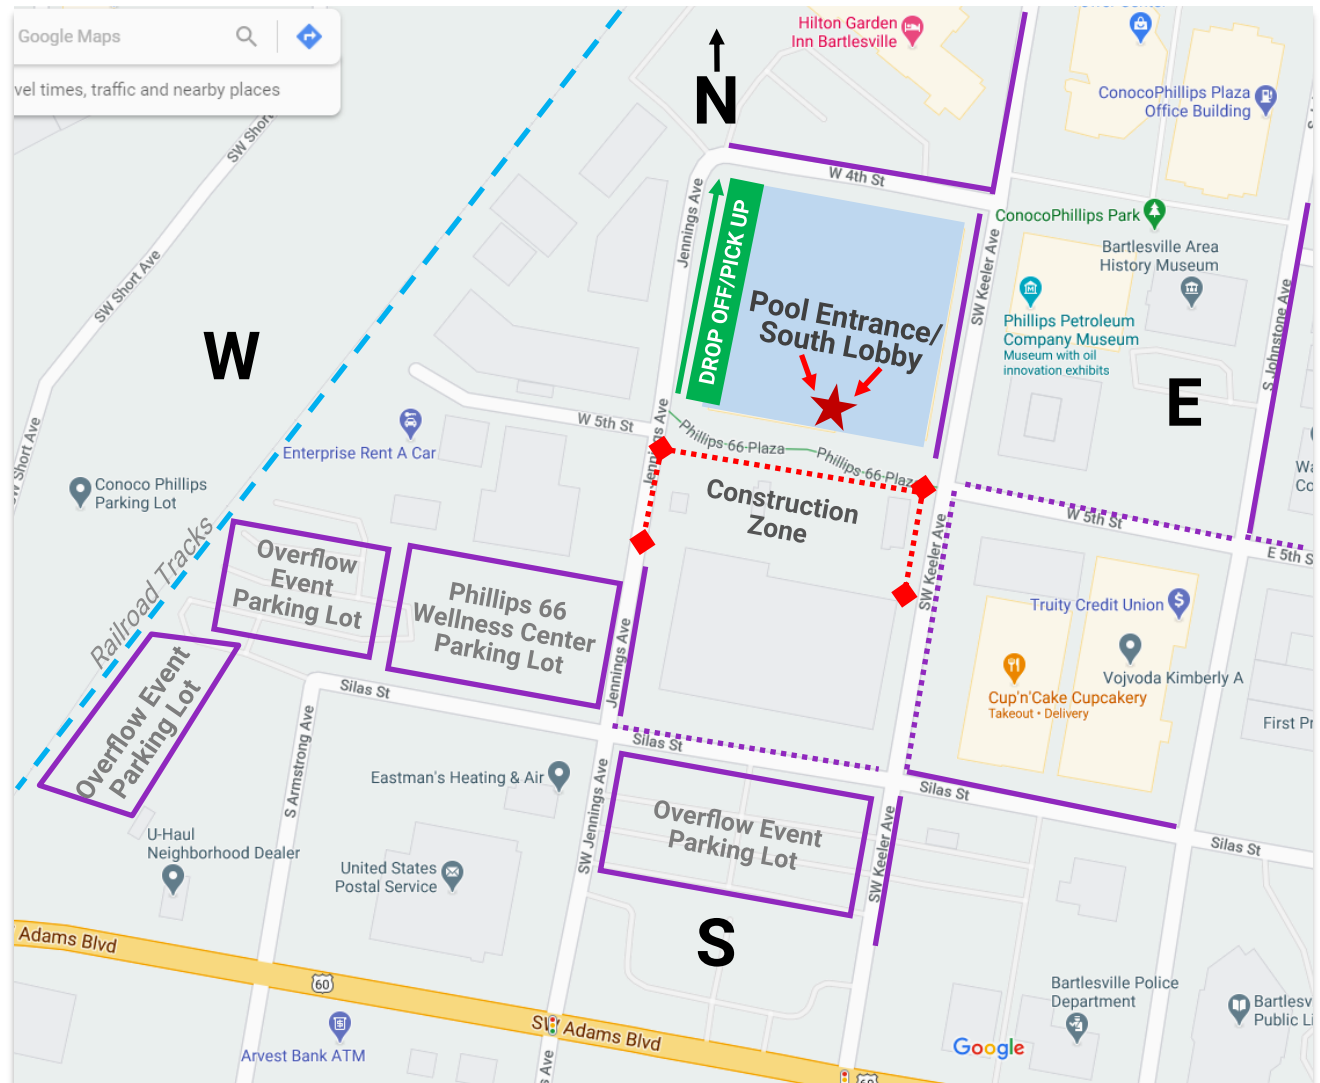 Google Maps
vel times, traffic and nearby places
Hilton Garden
Inn Bartlesville
N
ConocoPhillips Plaza
Office Building
SW Short
W 4th St
Jennings Ave
DROP OFF/PICK UP
ConocoPhillips Park
Bartlesville Area
History Museum
SW Keeler Ave
SW Short Ave
Phillips Petroleum
Company Museum
Museum with oil
innovation exhibits
S Johnstone Ave
Pool Entrance/
South Lobby
W
E
W 5th St
Jennings Ave
Phillips 66 Plaza
Phillips 66 Plaz
Enterprise Rent A Car
Short Ave
Conoco Phillips
Parking Lot
Construction
Zone
W 5th St
E 5th S
Railroad Tracks
Overflow
Event
Parking Lot
Phillips 66
Wellness Center
Parking Lot
SW Keeler Ave
Truity Credit Union
Vojvoda Kimberly A
Cup'n'Cake Cupcakery
Takeout • Delivery
First Pr
Overflow Event
Parking Lot
Jennings Ave
Silas St
Silas St
S Armstrong Ave
Eastman's Heating & Air
Silas St
Silas St
U-Haul
Neighborhood Dealer
United States
Postal Service
SW Jennings Ave
Overflow Event
Parking Lot
SW Keeler Ave
S
Adams Blvd
60
SW Adams Blvd
Arvest Bank ATM
Bartlesville Police
Department
Bartlesv
Public Li
Google
s Ave
60